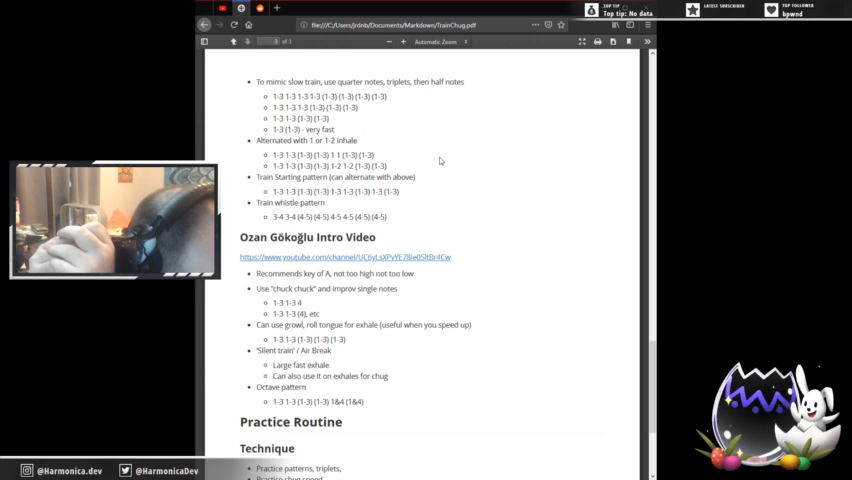 TOP TIP
Top tip: No data
LATEST SUBSCRIBER
TOP FOLLOWER
bpwnd
file:///C:/Users/jrdnb/Documents/Markdown/TrainChug.pdf
Automatic Zoom
To mimic slow train, use quarter notes, triplets, then half notes
1-3 1-3 1-3 1-3 (1-3) (1-3) (1-3) (1-3)
1-3 1-3 1-3 (1-3) (1-3) (1-3)
1-3 1-3 (1-3) (1-3)
1-3 (1-3) - very fast
Alternated with 1 or 1-2 inhale
1-3 1-3 (1-3) (1-3) 1 1 (1-3) (1-3)
1-3 1-3 (1-3) (1-3) 1-2 1-2 (1-3) (1-3)
Train Starting pattern (can alternate with above)
1-3 1-3 (1-3) (1-3) 1-3 1-3 (1-3) 1-3 (1-3)
Train whistle pattern
3-4 3-4 (4-5) (4-5) 4-5 4-5 (4-5) (4-5)
Ozan Gökoğlu Intro Video
Recommends key of A, not too high not too low
Use "chuck chuck" and improv single notes
1-3 1-3 4
1-3 1-3 (4), etc
Can use growl, roll tongue for exhale (useful when you speed up)
1-3 1-3 (1-3) (1-3) (1-3)
'Silent train' / Air Break
Large fast exhale
Can also use it on exhales for chug
Octave pattern
1-3 1-3 (1-3) (1-3) 1&4 (1&4)
Practice Routine
Technique
Practice patterns, triplets,
Practice chug speed
@Harmonica.dev
@HarmonicaDev